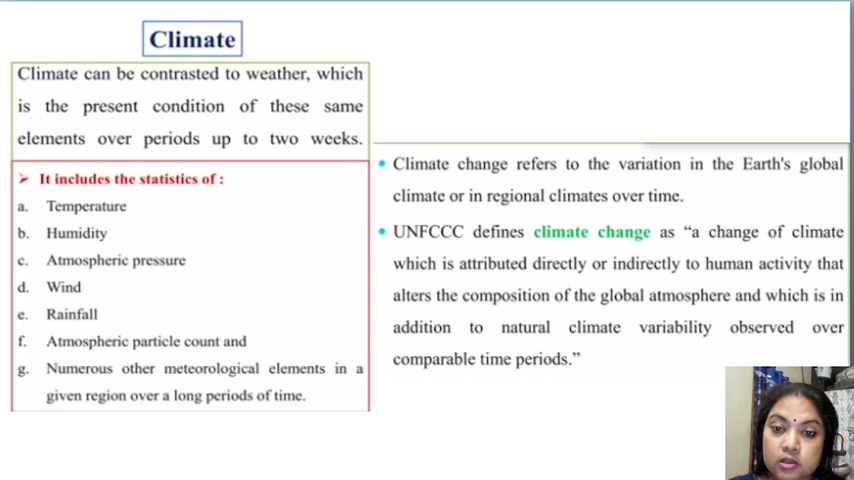 Climate
Climate can be contrasted to weather, which
is the present condition of these same
elements over periods up to two weeks.
➢ It includes the statistics of :
a. Temperature
b. Humidity
c. Atmospheric pressure
d. Wind
e. Rainfall
f. Atmospheric particle count and
g. Numerous other meteorological elements in a
given region over a long periods of time.
• Climate change refers to the variation in the Earth's global
climate or in regional climates over time.
• UNFCCC defines climate change as “a change of climate
which is attributed directly or indirectly to human activity that
alters the composition of the global atmosphere and which is in
addition to natural climate variability observed over
comparable time periods.”